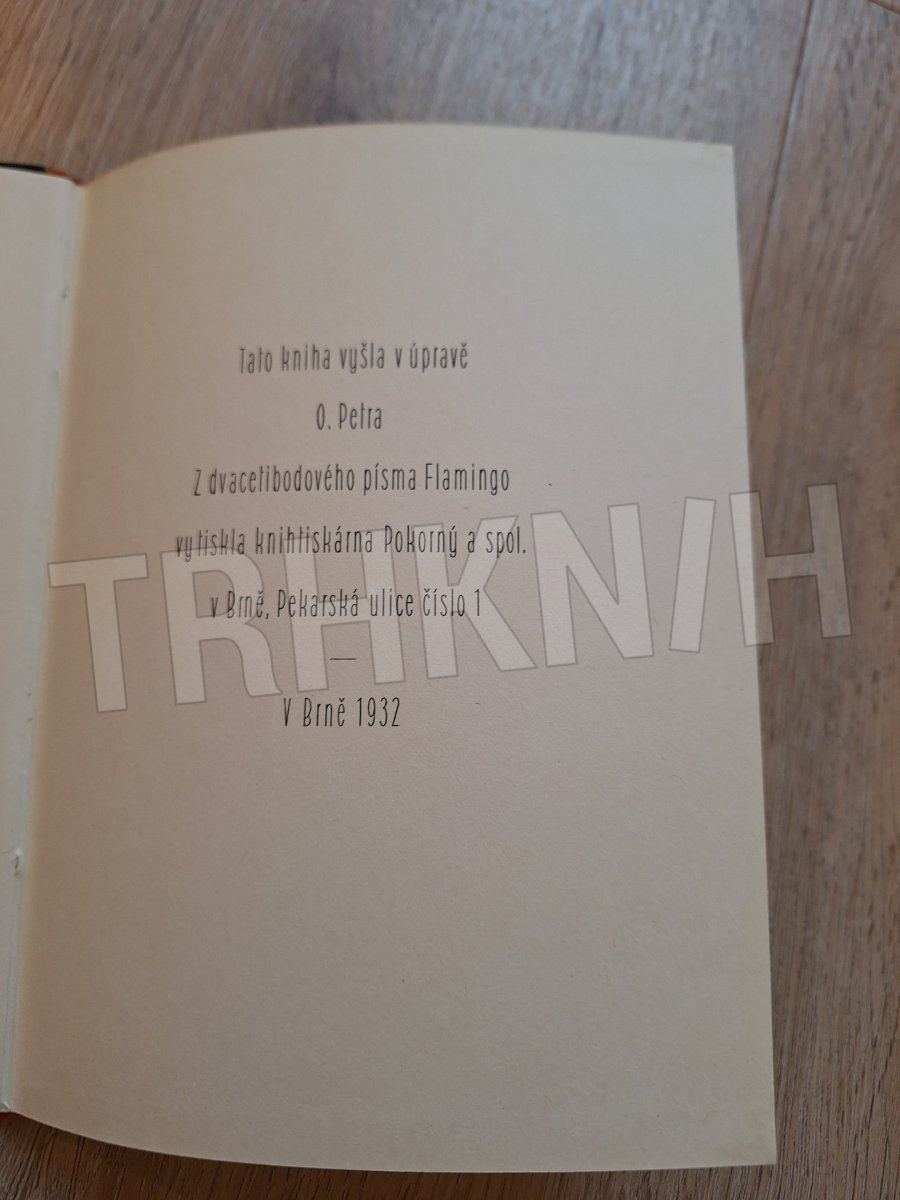 Tato kniha vyšla v úpravě
O. Petra
Z dvacetibodového písma Flamingo
vytiskla knihtiskárna Pokorný a spol.
v Brně, Pekarská ulice číslo 1
—
V Brně 1932
TRHKN/H